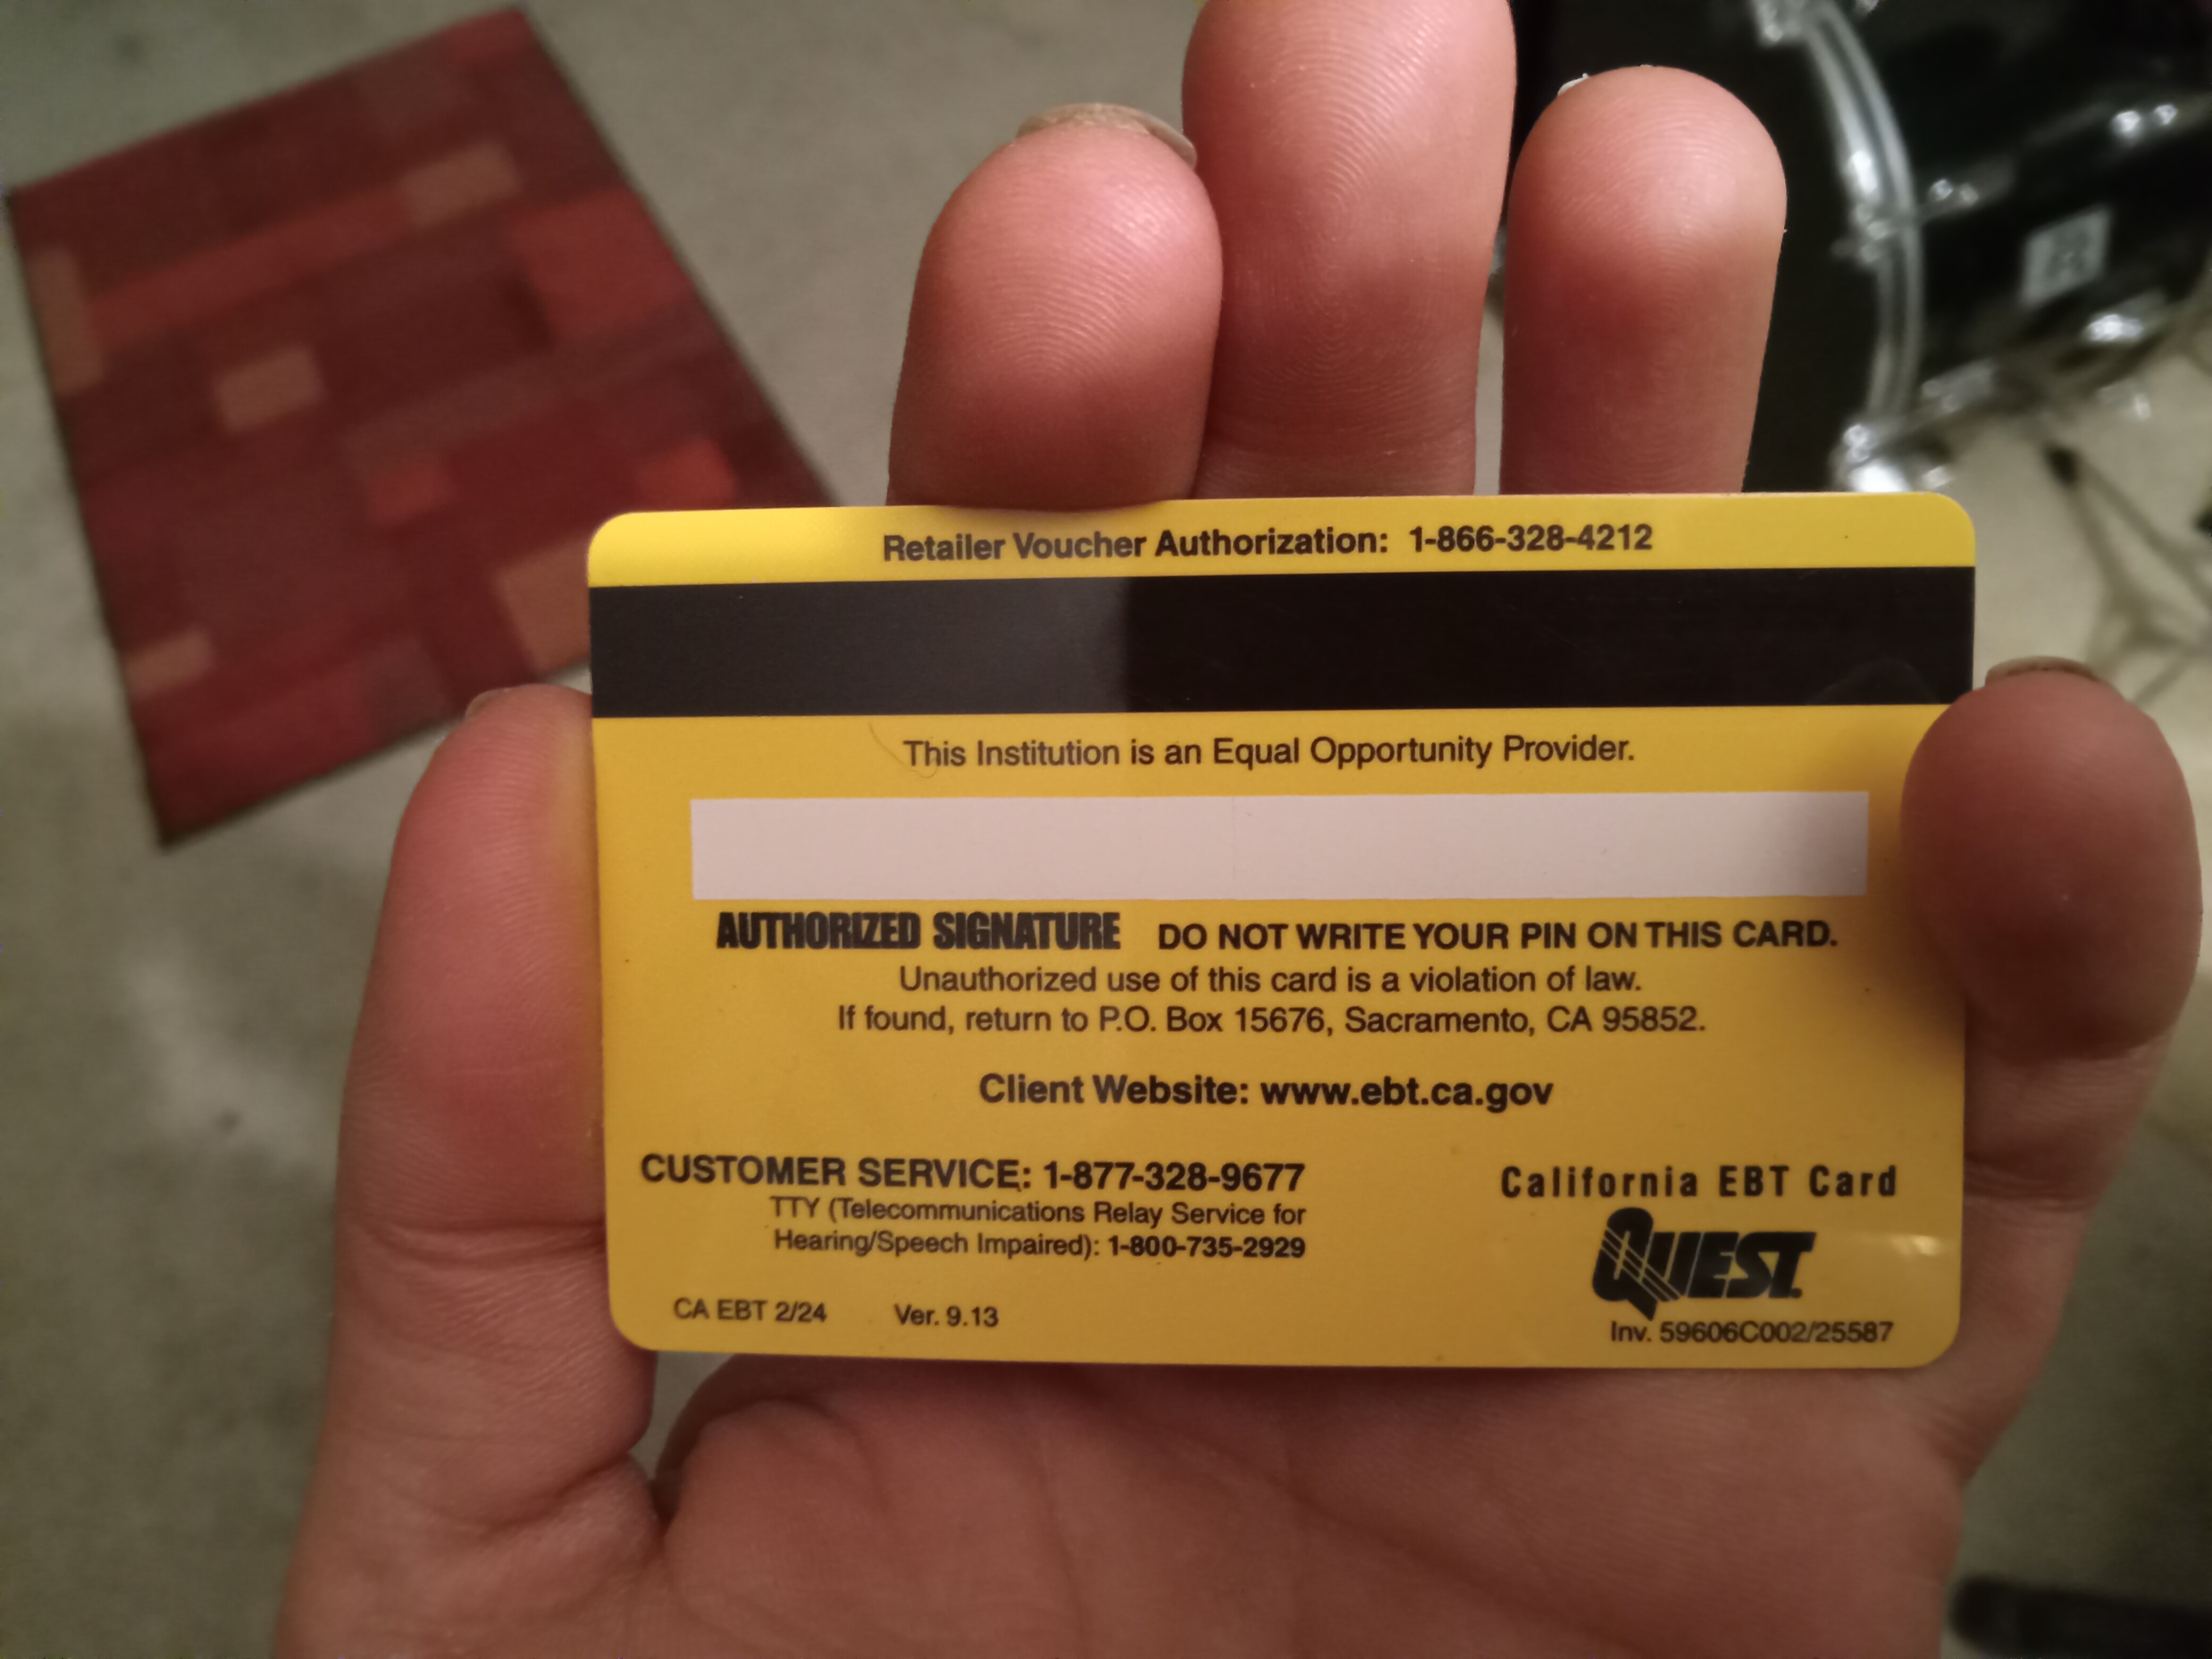 Retailer Voucher Authorization: 1-866-328-4212
This Institution is an Equal Opportunity Provider.
AUTHORIZED SIGNATURE DO NOT WRITE YOUR PIN ON THIS CARD.
Unauthorized use of this card is a violation of law.
If found, return to P.O. Box 15676, Sacramento, CA 95852.
Client Website: www.ebt.ca.gov
CUSTOMER SERVICE: 1-877-328-9677
TTY (Telecommunications Relay Service for
Hearing/Speech Impaired): 1-800-735-2929
CA EBT 2/24 Ver. 9.13
California EBT Card
QUEST
Inv. 59606C002/25587